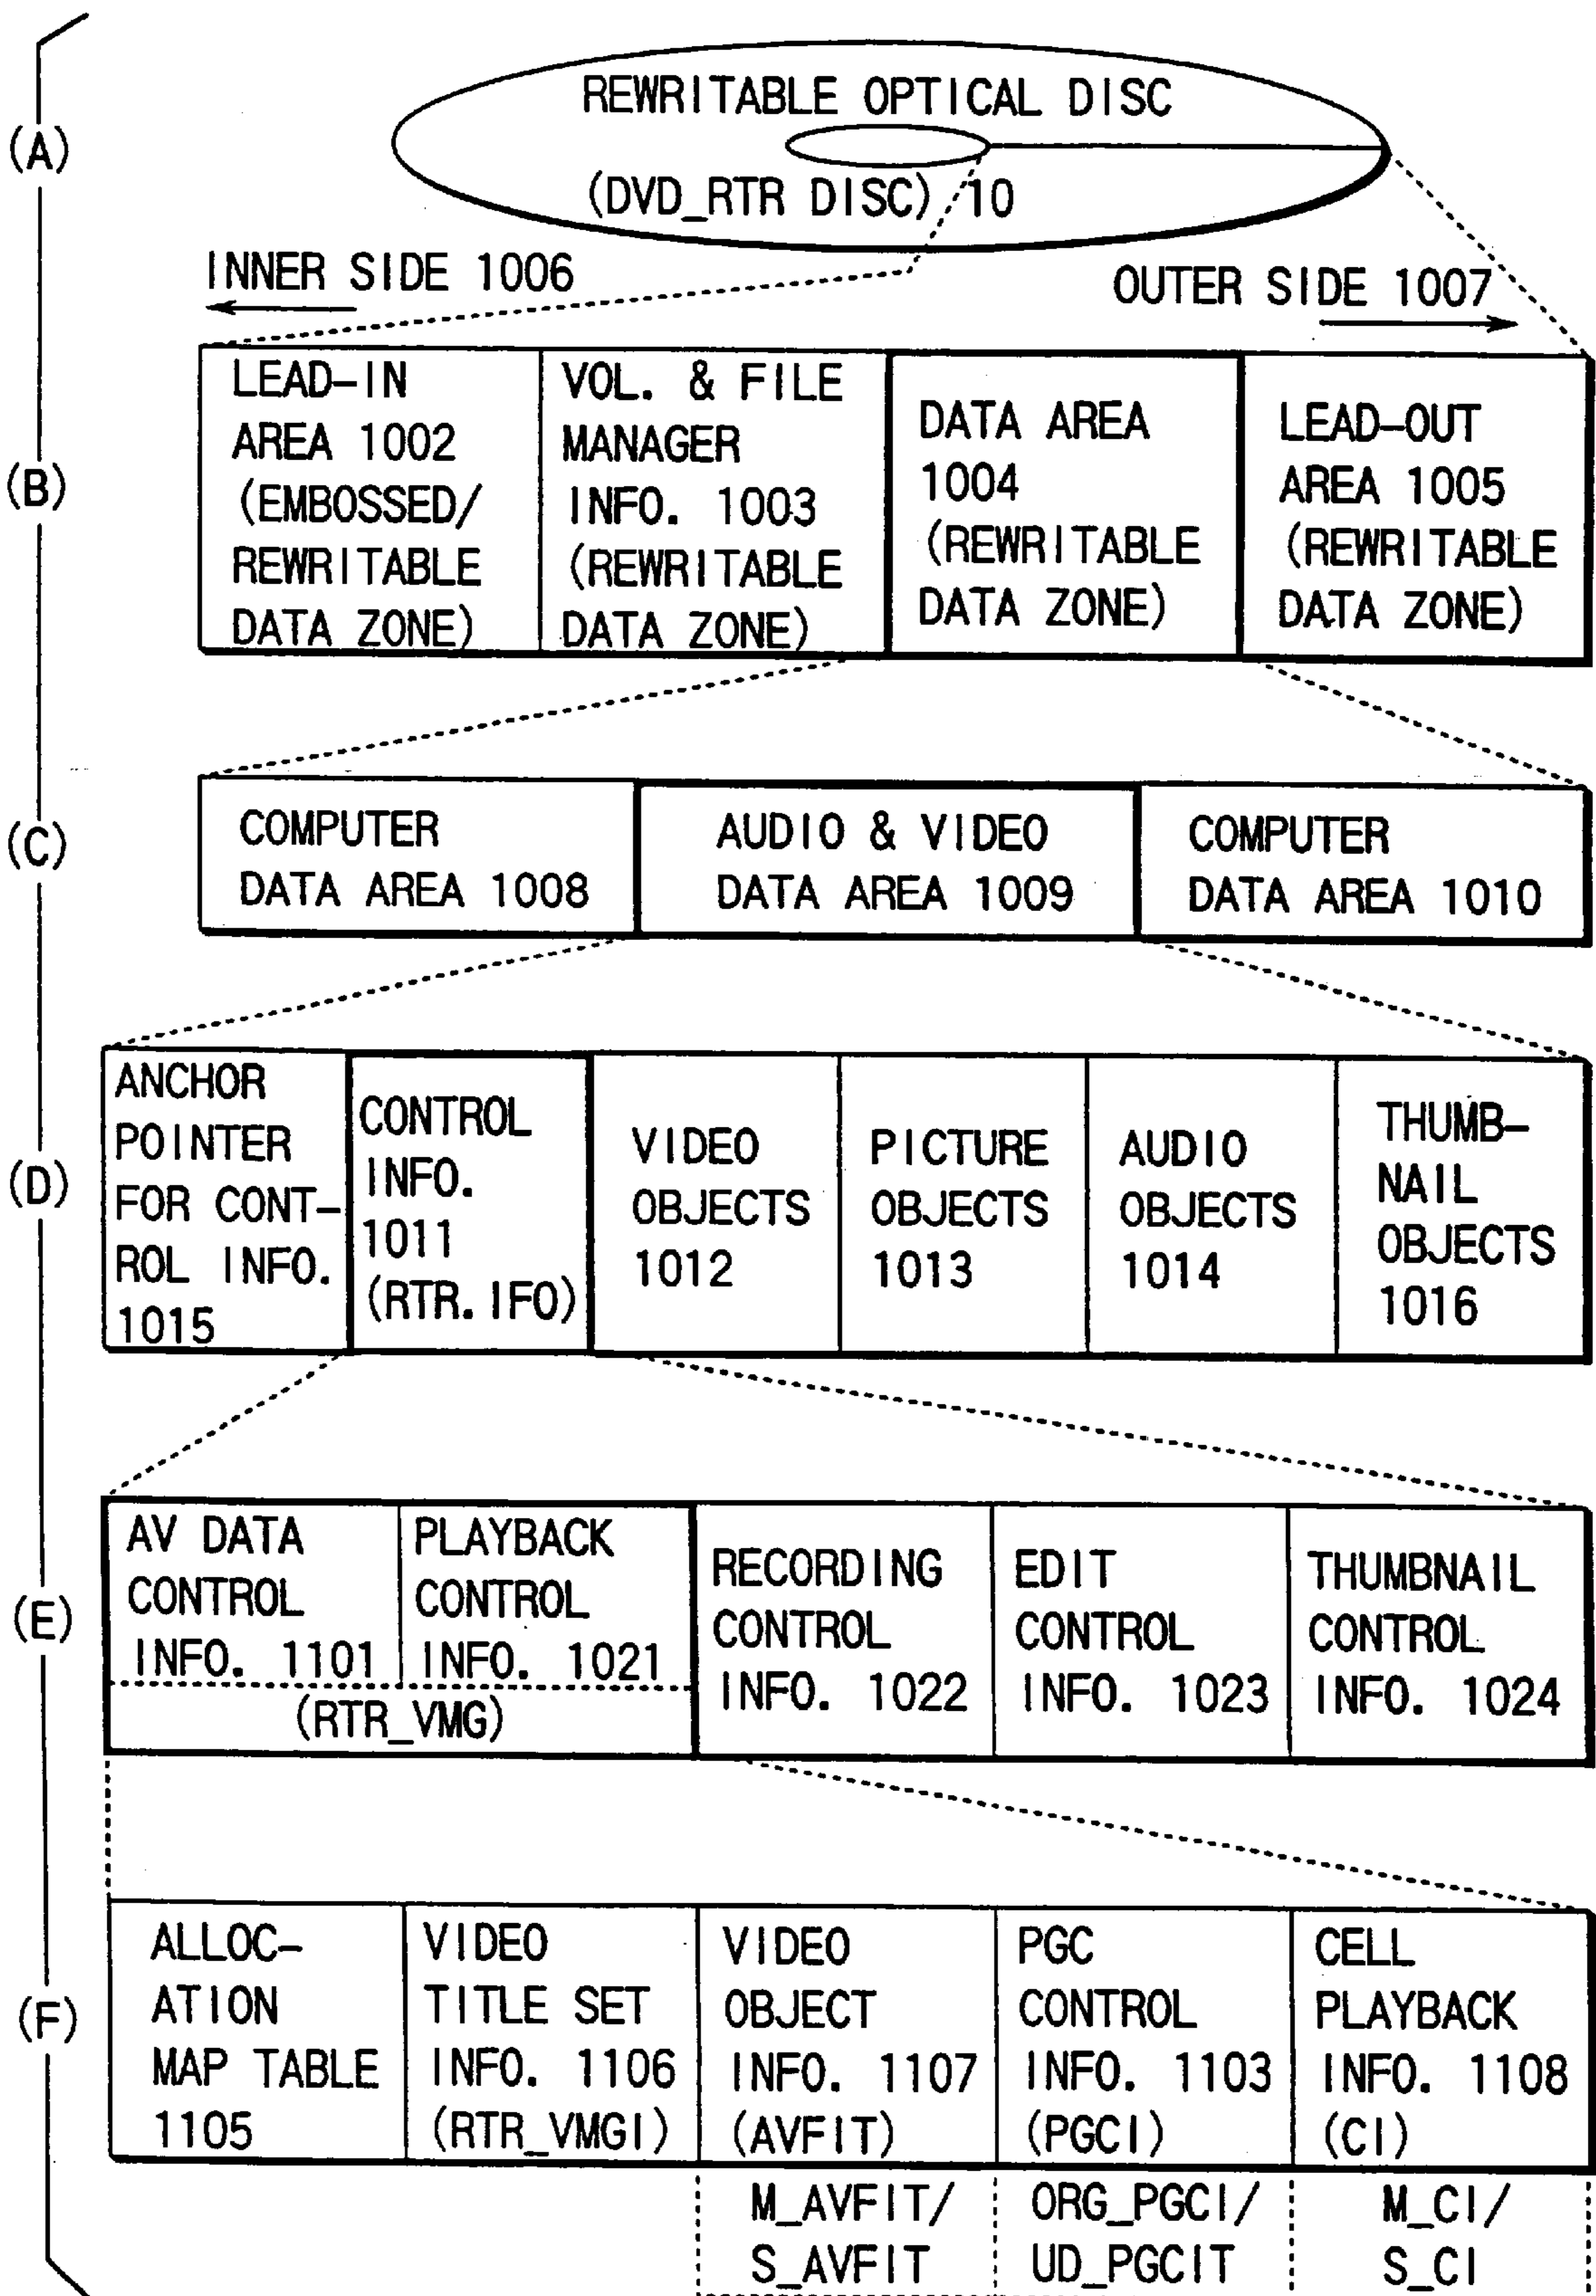 (A)
REWRITABLE OPTICAL DISC
(DVD_RTR DISC) 10
INNER SIDE 1006
OUTER SIDE 1007
(B)
LEAD-IN
AREA 1002
(EMBOSSED/
REWRITABLE
DATA ZONE)
VOL. & FILE
MANAGER
INFO. 1003
(REWRITABLE
DATA ZONE)
DATA AREA
1004
(REWRITABLE
DATA ZONE)
LEAD-OUT
AREA 1005
(REWRITABLE
DATA ZONE)
(C)
COMPUTER
DATA AREA 1008
AUDIO & VIDEO
DATA AREA 1009
COMPUTER
DATA AREA 1010
(D)
ANCHOR
POINTER
FOR CONT-
ROL INFO.
1015
CONTROL
INFO.
1011
(RTR.IFO)
VIDEO
OBJECTS
1012
PICTURE
OBJECTS
1013
AUDIO
OBJECTS
1014
THUMB-
NAIL
OBJECTS
1016
(E)
AV DATA
CONTROL
INFO. 1101
PLAYBACK
CONTROL
INFO. 1021
(RTR_VMG)
RECORDING
CONTROL
INFO. 1022
EDIT
CONTROL
INFO. 1023
THUMBNAIL
CONTROL
INFO. 1024
(F)
ALLOC-
ATION
MAP TABLE
1105
VIDEO
TITLE SET
INFO. 1106
(RTR_VMGI)
VIDEO
OBJECT
INFO. 1107
(AVFIT)
PGC
CONTROL
INFO. 1103
(PGCI)
CELL
PLAYBACK
INFO. 1108
(CI)
M_AVFIT/
S_AVFIT
ORG_PGCI/
UD_PGCIT
M_CI/
S_CI